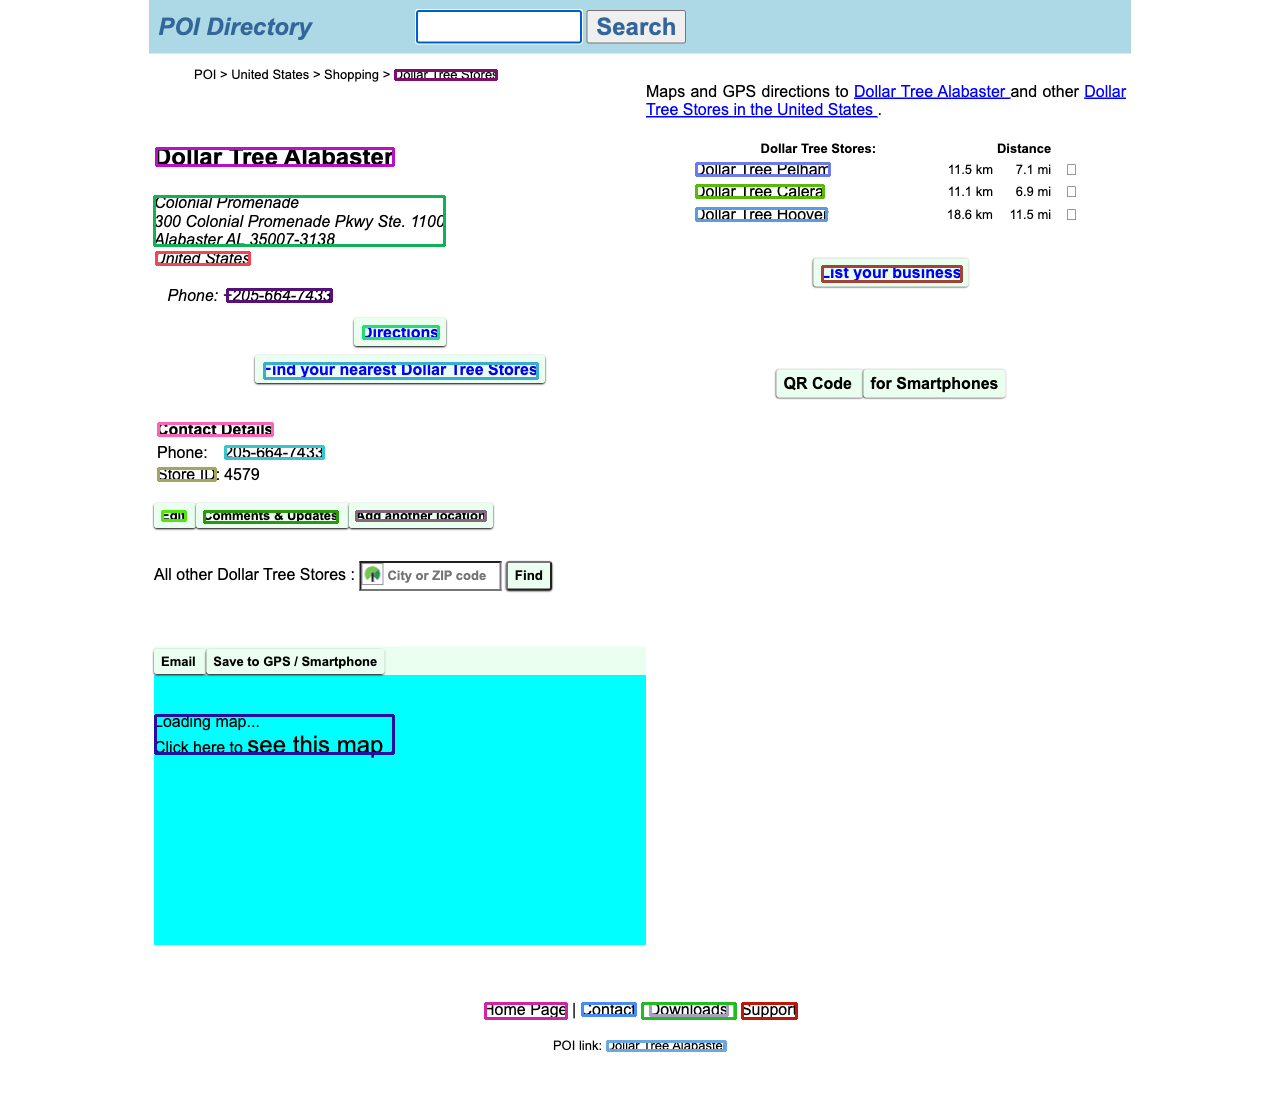 POI Directory
Search
POI > United States > Shopping > Dollar Tree Stores
Maps and GPS directions to Dollar Tree Alabaster and other Dollar
Tree Stores in the United States .
Dollar Tree Alabaster
Colonial Promenade
300 Colonial Promenade Pkwy Ste. 1100
Alabaster AL 35007-3138
United States
Phone: +205-664-7433
Directions
Find your nearest Dollar Tree Stores
Dollar Tree Stores: Distance
Dollar Tree Pelham 11.5 km 7.1 mi
Dollar Tree Calera 11.1 km 6.9 mi
Dollar Tree Hoover 18.6 km 11.5 mi
List your business
QR Code for Smartphones
Contact Details
Phone: 205-664-7433
Store ID: 4579
Edit Comments & Updates Add another location
All other Dollar Tree Stores : City or ZIP code Find
Email Save to GPS / Smartphone
Loading map...
Click here to see this map
Home Page | Contact Downloads Support
POI link: Dollar Tree Alabaster